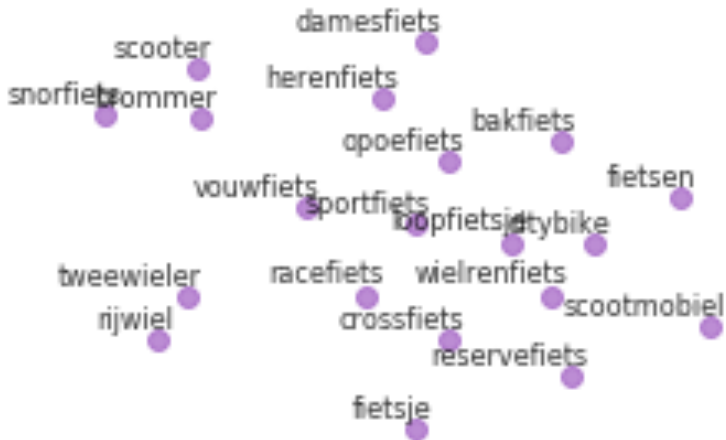 damesfiets
scooter
herenfiets
snorfiets
brommer
bakfiets
opoefiets
fietsen
vouwfiets
sportfiets
loopfietsje
citybike
tweewieler
racefiets
wielrenfiets
scootmobiel
rijwiel
crossfiets
reservefiets
fietsje